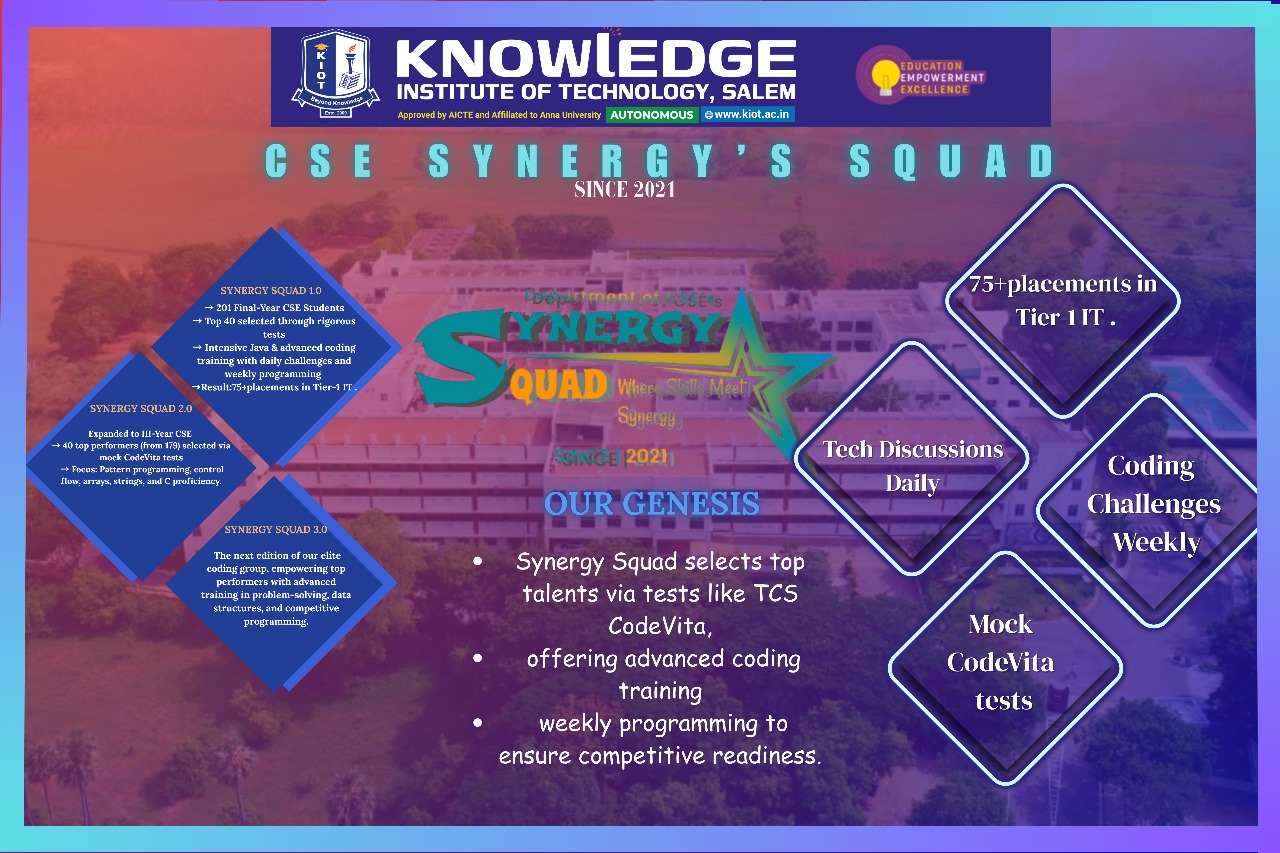 KIOT
Beyond Knowledge
Estd. 2009
KNOWLEDGE
INSTITUTE OF TECHNOLOGY, SALEM
Approved by AICTE and Affiliated to Anna University AUTONOMOUS www.kiot.ac.in
EDUCATION
EMPOWERMENT
EXCELLENCE
CSE SYNERGY'S SQUAD
SINCE 2021
SYNERGY SQUAD 1.0
→ 201 Final-Year CSE Students
→ Top 40 selected through rigorous
tests
→ Intensive Java & advanced coding
training with daily challenges and
weekly programming
→Result:75+placements in Tier-1 IT .
SYNERGY SQUAD 2.0
Expanded to III-Year CSE
→ 40 top performers (from 179) selected via
mock CodeVita tests
→ Focus: Pattern programming, control
flow, arrays, strings, and C proficiency.
SYNERGY SQUAD 3.0
The next edition of our elite
coding group, empowering top
performers with advanced
training in problem-solving, data
structures, and competitive
programming.
Department of CSE's
SYNERGY
SQUAD Where Skills Meet
Synergy
SINCE 2021
OUR GENESIS
• Synergy Squad selects top
talents via tests like TCS
CodeVita,
• offering advanced coding
training
• weekly programming to
ensure competitive readiness.
75+placements in
Tier 1 IT .
Tech Discussions
Daily
Coding
Challenges
Weekly
Mock
CodeVita
tests